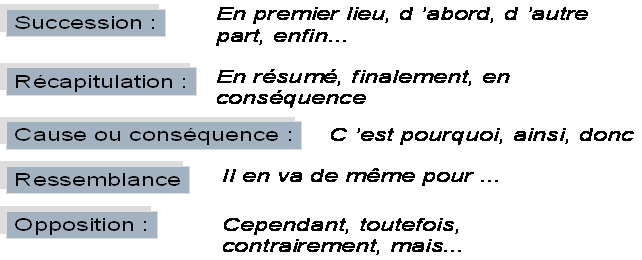 Succession : En premier lieu, d 'abord, d 'autre
part, enfin...
Récapitulation : En résumé, finalement, en
conséquence
Cause ou conséquence : C 'est pourquoi, ainsi, donc
Ressemblance Il en va de même pour ...
Opposition : Cependant, toutefois,
contrairement, mais...